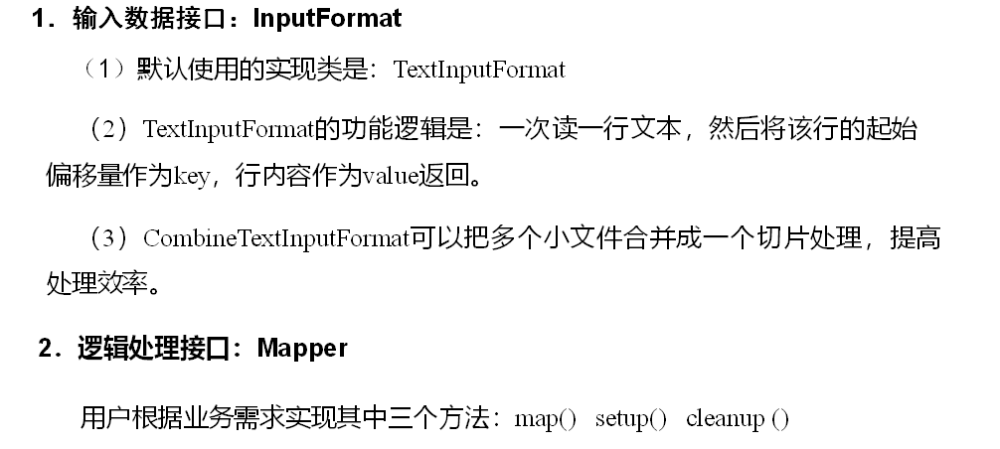 1．输入数据接口：InputFormat
（1）默认使用的实现类是：TextInputFormat
（2）TextInputFormat的功能逻辑是：一次读一行文本，然后将该行的起始
偏移量作为key，行内容作为value返回。
（3）CombineTextInputFormat可以把多个小文件合并成一个切片处理，提高
处理效率。
2．逻辑处理接口：Mapper
用户根据业务需求实现其中三个方法：map() setup() cleanup ()